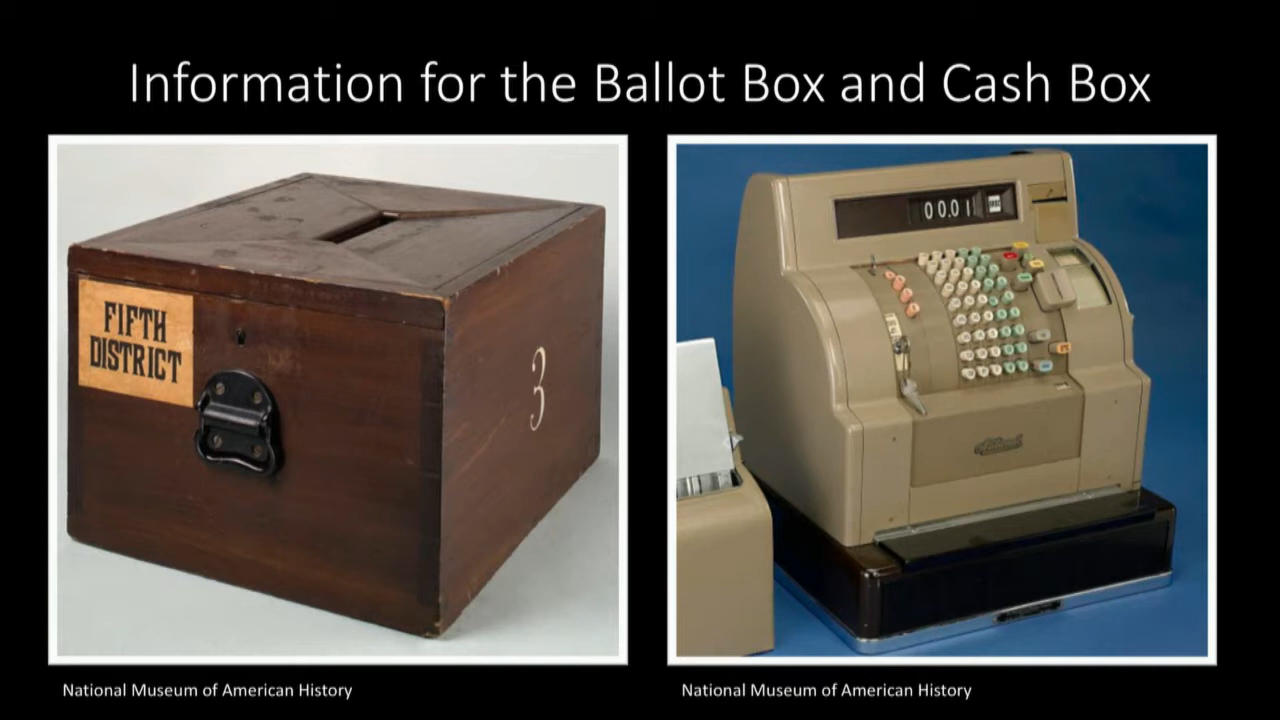 Information for the Ballot Box and Cash Box
FIFTH
DISTRICT
3
00.01
National
National Museum of American History
National Museum of American History